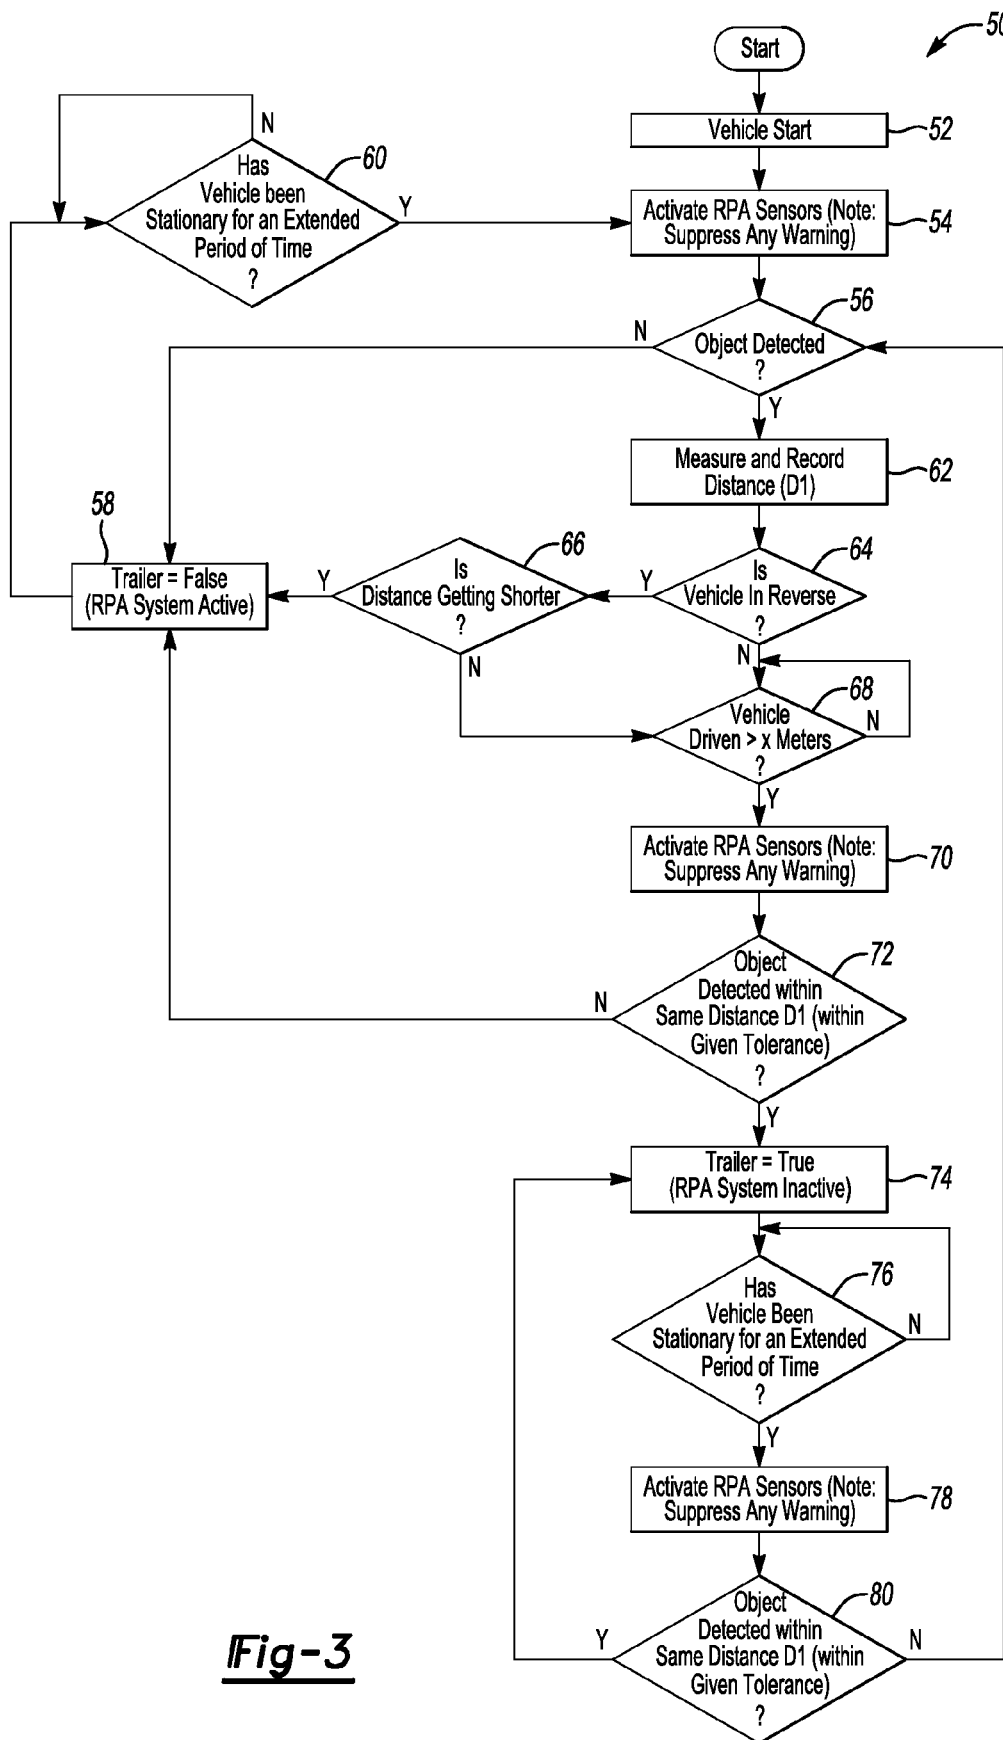 50
Start
Vehicle Start
52
N
Has
Vehicle been
Stationary for an Extended
Period of Time
?
60
Y
Activate RPA Sensors (Note:
Suppress Any Warning)
54
Object Detected
?
56
N
Y
Measure and Record
Distance (D1)
62
58
Trailer = False
(RPA System Active)
Y
Is
Distance Getting Shorter
?
66
N
Y
Is
Vehicle In Reverse
?
64
N
Vehicle
Driven > x Meters
?
68
N
Y
Activate RPA Sensors (Note:
Suppress Any Warning)
70
Object
Detected within
Same Distance D1 (within
Given Tolerance)
?
72
N
Y
Trailer = True
(RPA System Inactive)
74
Has
Vehicle Been
Stationary for an Extended
Period of Time
?
76
N
Y
Activate RPA Sensors (Note:
Suppress Any Warning)
78
Object
Detected within
Same Distance D1 (within
Given Tolerance)
?
80
Y
N
Fig-3